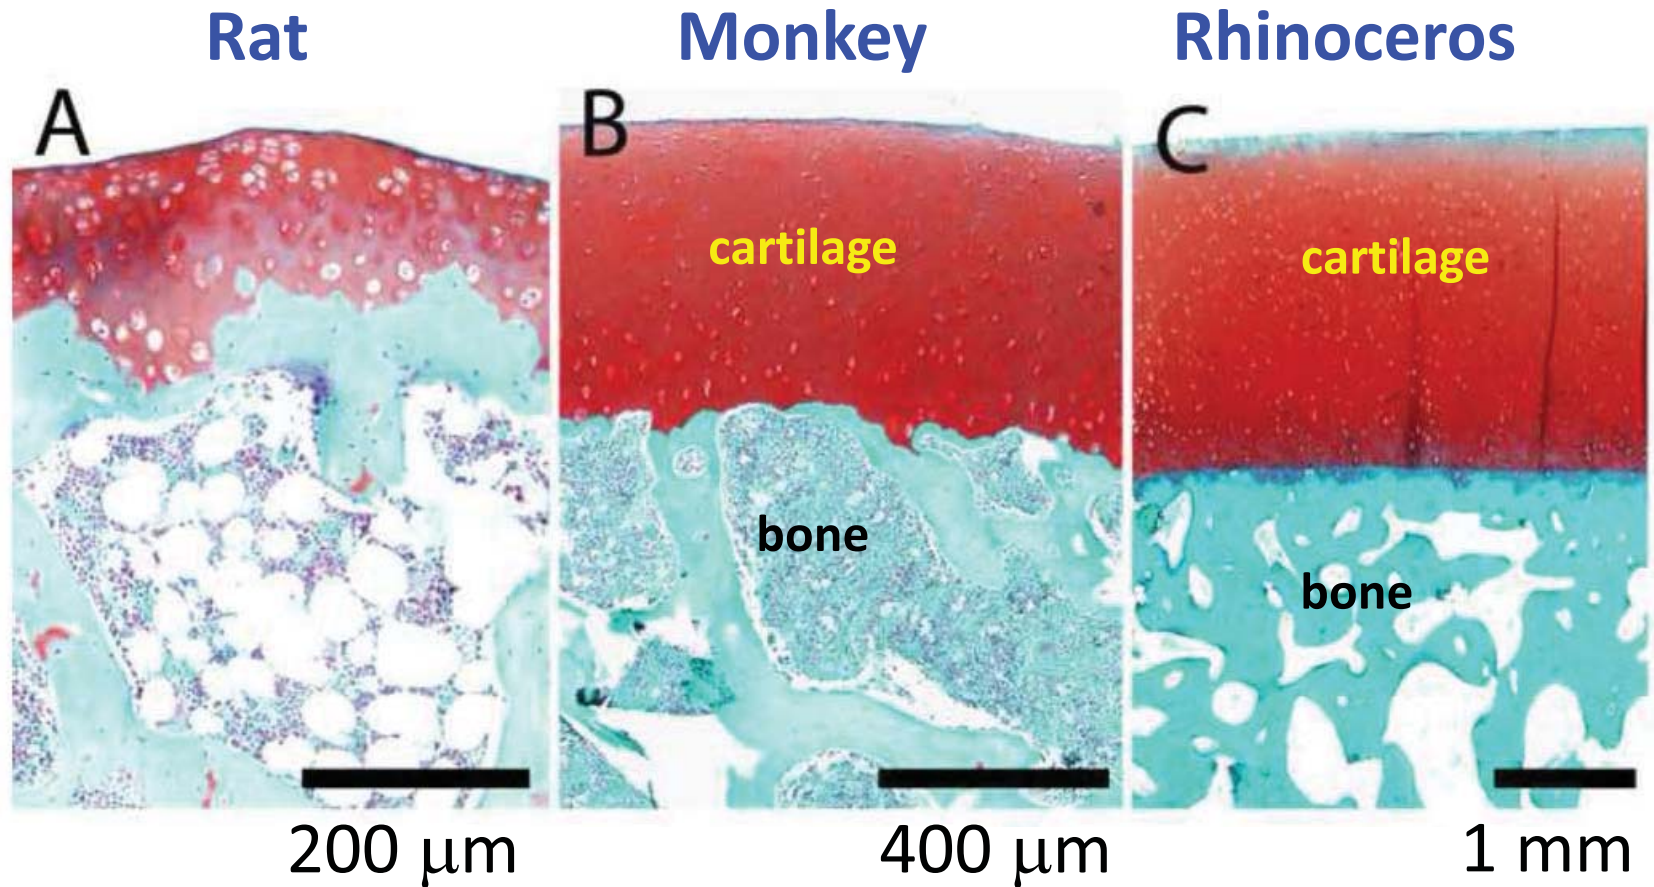 Rat Monkey Rhinoceros
A B C
cartilage cartilage
bone bone
200 μm 400 μm 1 mm